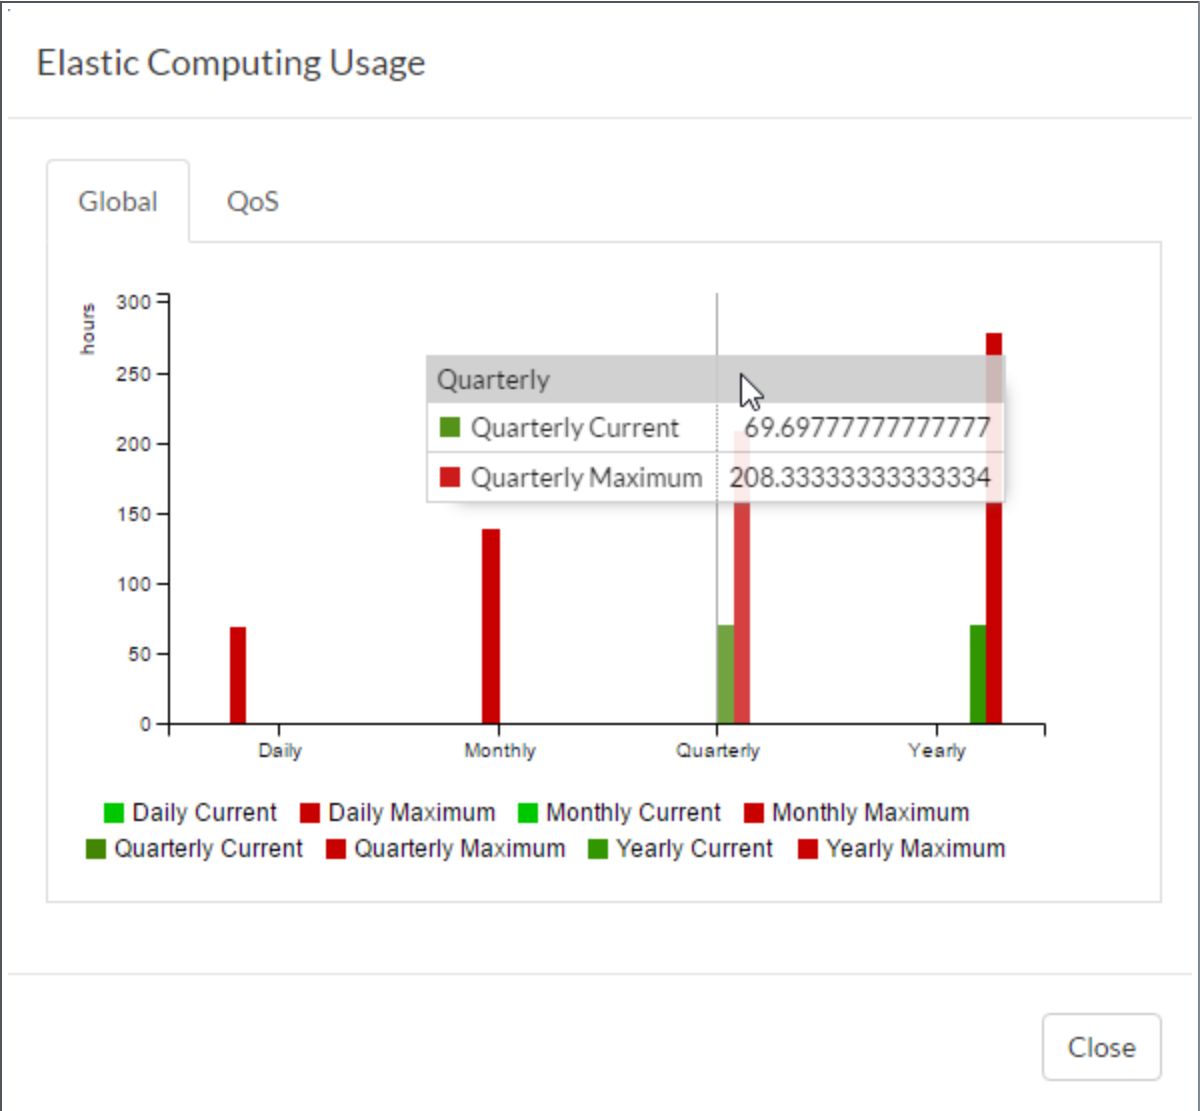 Elastic Computing Usage
Global QoS
hours
300
250
200
150
100
50
0
Quarterly
Quarterly Current 69.69777777777777
Quarterly Maximum 208.33333333333334
Daily Monthly Quarterly Yearly
Daily Current Daily Maximum Monthly Current Monthly Maximum
Quarterly Current Quarterly Maximum Yearly Current Yearly Maximum
Close